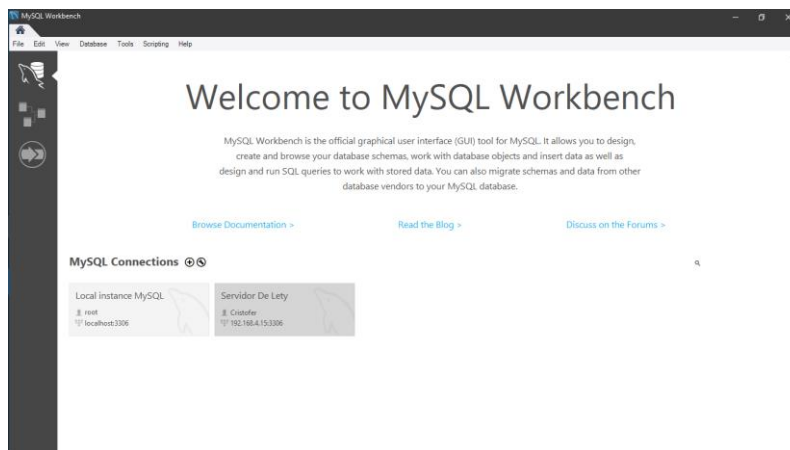 MySQL Workbench
File Edit View Database Tools Scripting Help
Welcome to MySQL Workbench
MySQL Workbench is the official graphical user interface (GUI) tool for MySQL. It allows you to design,
create and browse your database schemas, work with database objects and insert data as well as
design and run SQL queries to work with stored data. You can also migrate schemas and data from other
database vendors to your MySQL database.
Browse Documentation > Read the Blog > Discuss on the Forums >
MySQL Connections
Local instance MySQL
root
localhost:3306
Servidor De Lety
Cristofer
192.168.4.15:3306